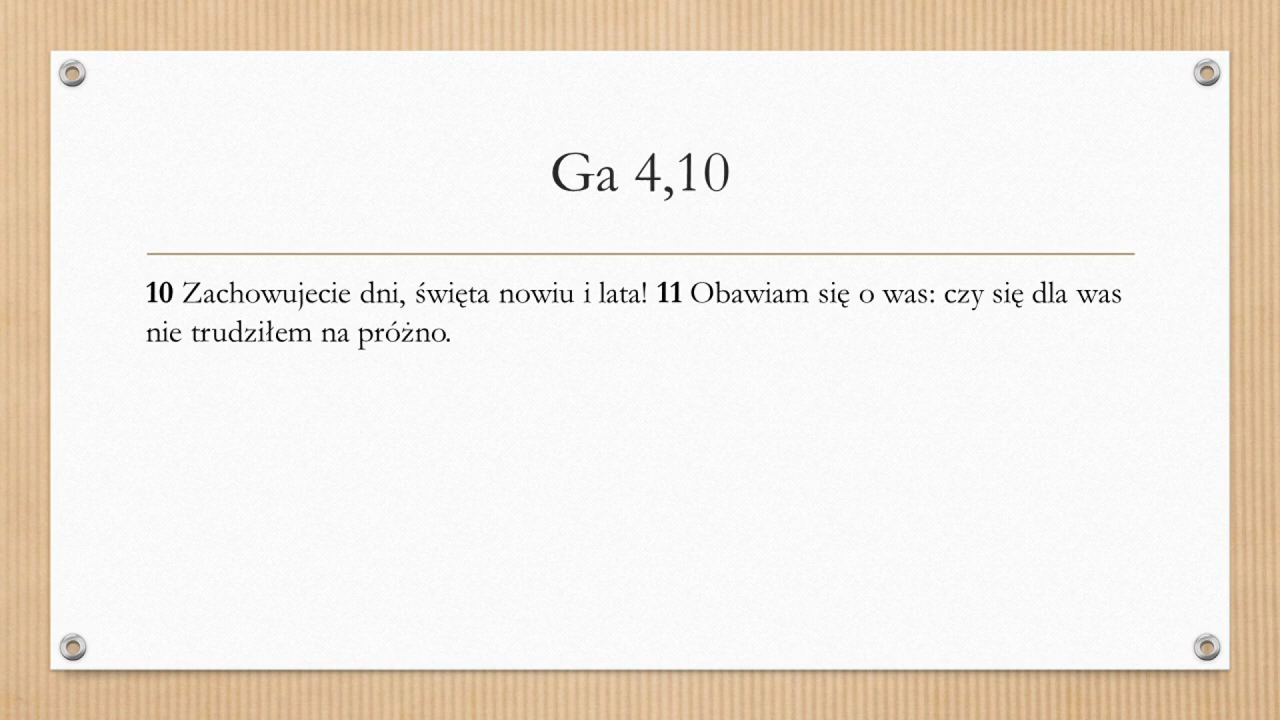 Ga 4,10
10 Zachowujecie dni, święta nowiu i lata! 11 Obawiam się o was: czy się dla was
nie trudziłem na próżno.